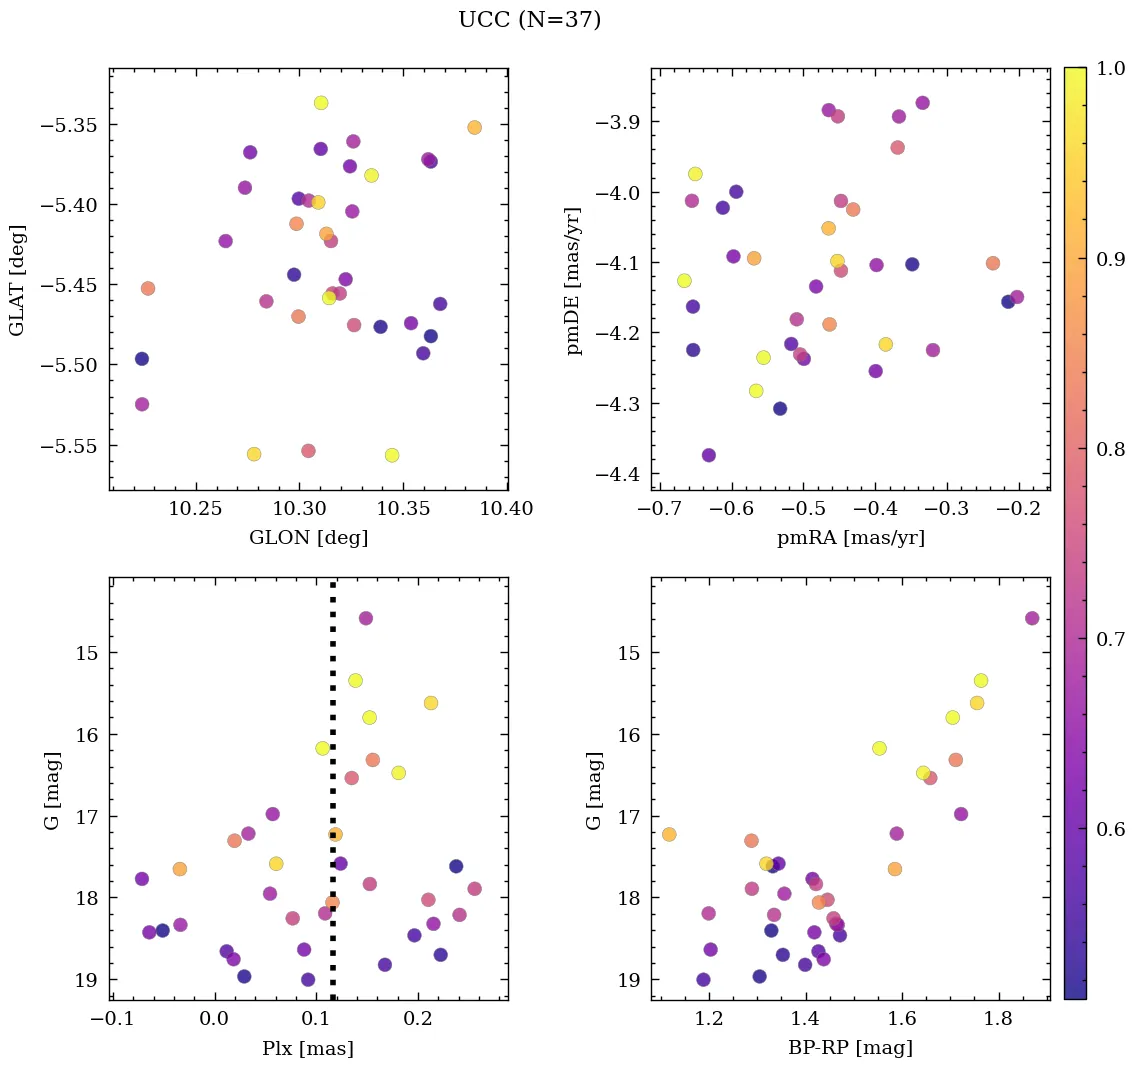 UCC (N=37)
−5.35
−5.40
−5.45
−5.50
−5.55
GLAT [deg]
10.25 10.30 10.35 10.40
GLON [deg]
−3.9
−4.0
−4.1
−4.2
−4.3
−4.4
pmDE [mas/yr]
−0.7 −0.6 −0.5 −0.4 −0.3 −0.2
pmRA [mas/yr]
15
16
17
18
19
G [mag]
−0.1 0.0 0.1 0.2
Plx [mas]
15
16
17
18
19
G [mag]
1.2 1.4 1.6 1.8
BP-RP [mag]
1.0
0.9
0.8
0.7
0.6